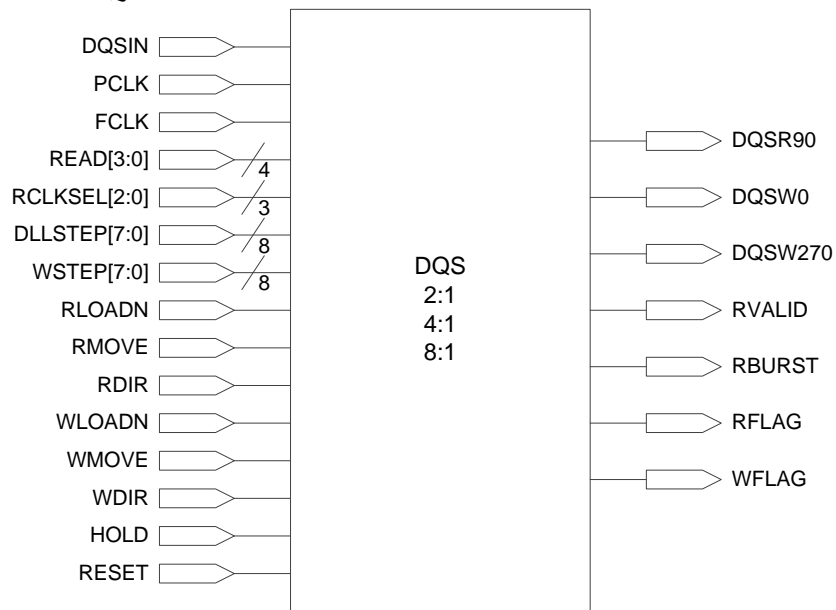 DQSIN
PCLK
FCLK
READ[3:0]
4
RCLKSEL[2:0]
3
DLLSTEP[7:0]
8
WSTEP[7:0]
8
RLOADN
RMOVE
RDIR
WLOADN
WMOVE
WDIR
HOLD
RESET
DQS
2:1
4:1
8:1
DQSR90
DQSW0
DQSW270
RVALID
RBURST
RFLAG
WFLAG